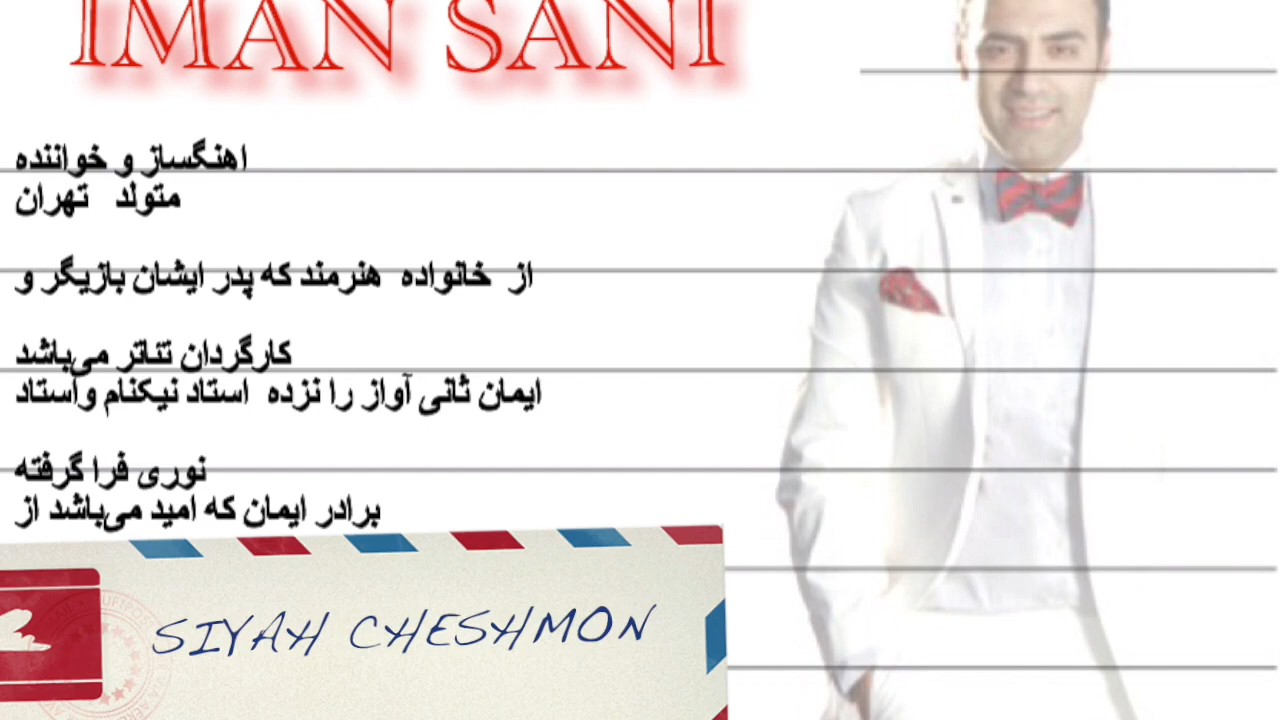 IMAN SANI
اهنگساز و خواننده
متولد تهران
از خانواده هنرمند که پدر ایشان بازیگر و
کارگردان تئاتر می‌باشد
ایمان ثانی آواز را نزده استاد نیکنام واستاد
نوری فرا گرفته
برادر ایمان که امید می‌باشد از
SIYAH CHESHMON